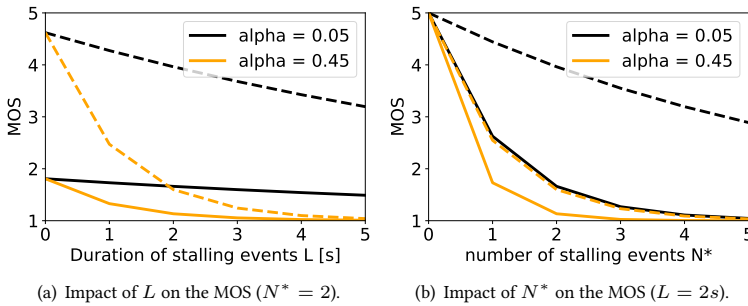 5
4
3
2
1
MOS
alpha = 0.05
alpha = 0.45
0 1 2 3 4 5
Duration of stalling events L [s]
(a) Impact of L on the MOS (N* = 2).
5
4
3
2
1
MOS
alpha = 0.05
alpha = 0.45
0 1 2 3 4 5
number of stalling events N*
(b) Impact of N* on the MOS (L = 2s).